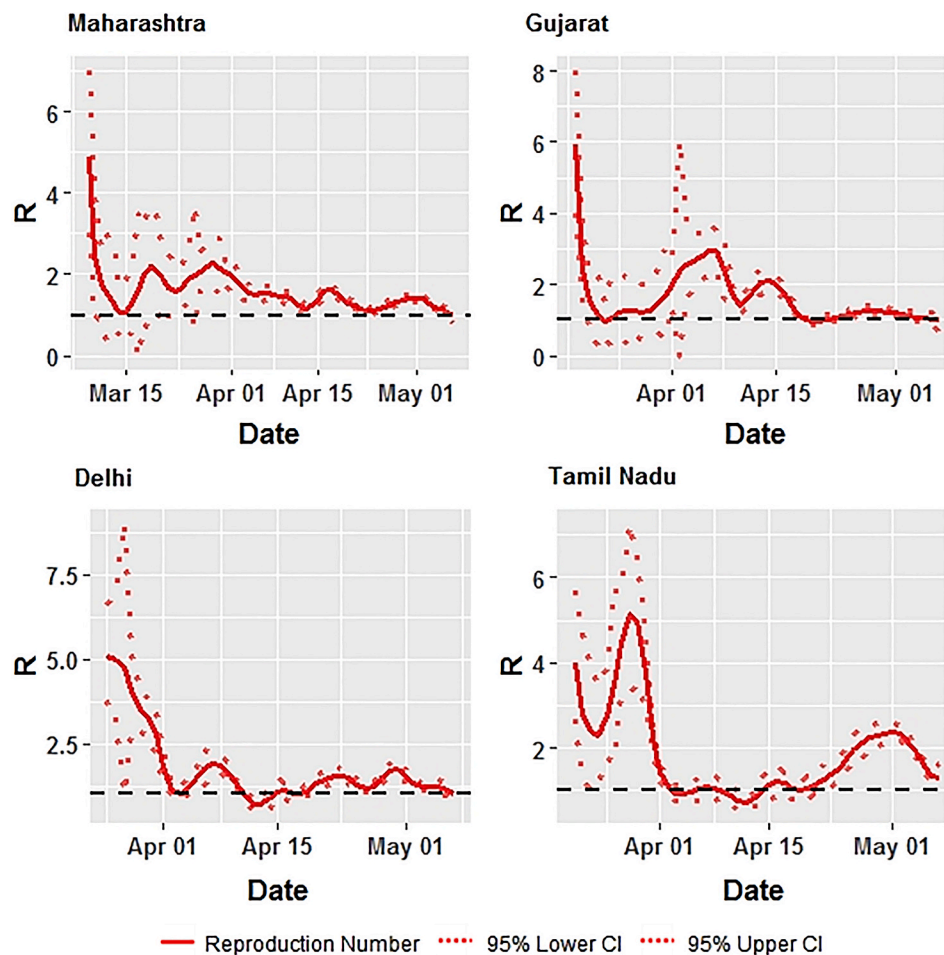 Maharashtra
Gujarat
R
6
4
2
0
Mar 15 Apr 01 Apr 15 May 01
Date
R
8
6
4
2
0
Apr 01 Apr 15 May 01
Date
Delhi
Tamil Nadu
R
7.5
5.0
2.5
Apr 01 Apr 15 May 01
Date
R
6
4
2
Apr 01 Apr 15 May 01
Date
Reproduction Number 95% Lower CI 95% Upper CI